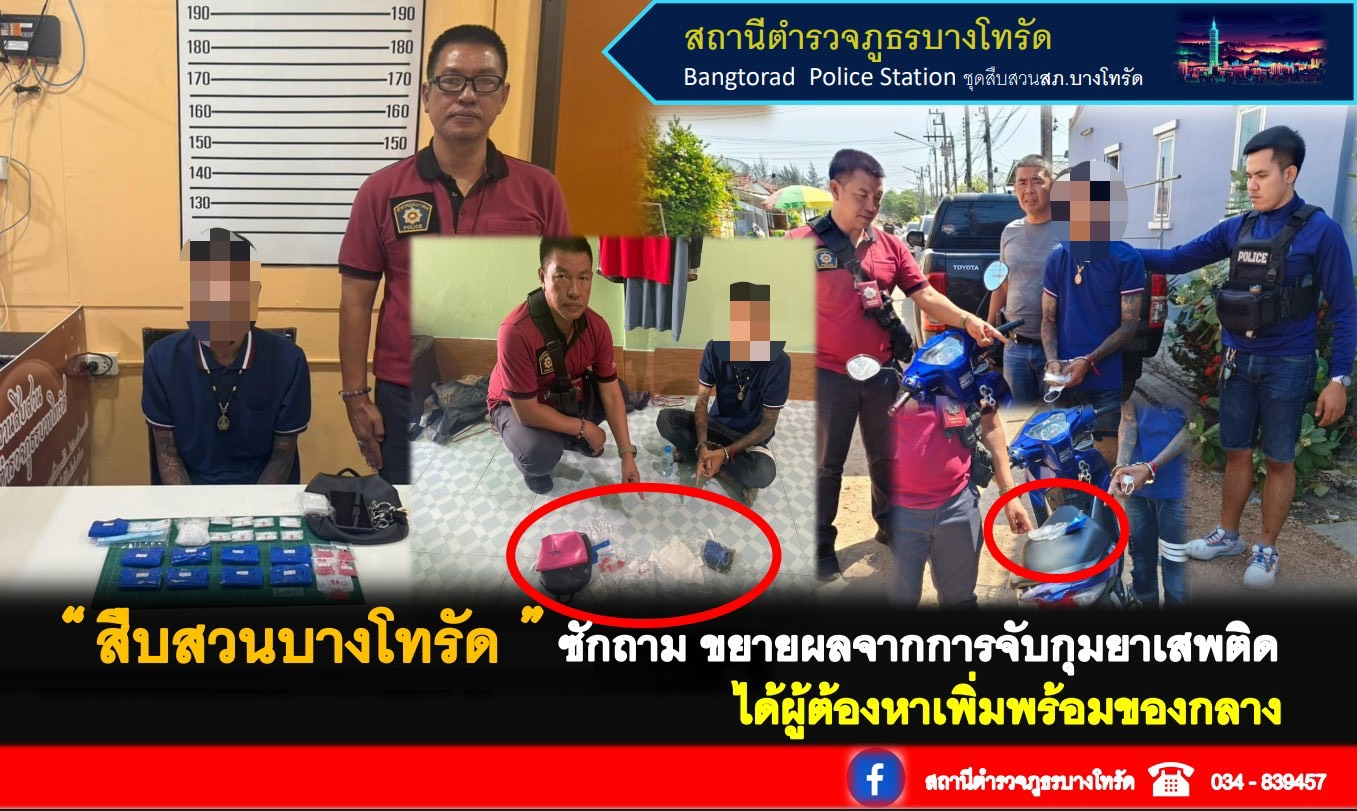 สถานีตำรวจภูธรบางโทรัด
Bangtorad Police Station ชุดสืบสวนสภ.บางโทรัด
190 190
180 180
170 170
160 160
150 150
140
130
POLICE
POLICE
TOYOTA
“ สืบสวนบางโทรัด ” ซักถาม ขยายผลจากการจับกุมยาเสพติด
ได้ผู้ต้องหาเพิ่มพร้อมของกลาง
f สถานีตำรวจภูธรบางโทรัด 034 - 839457